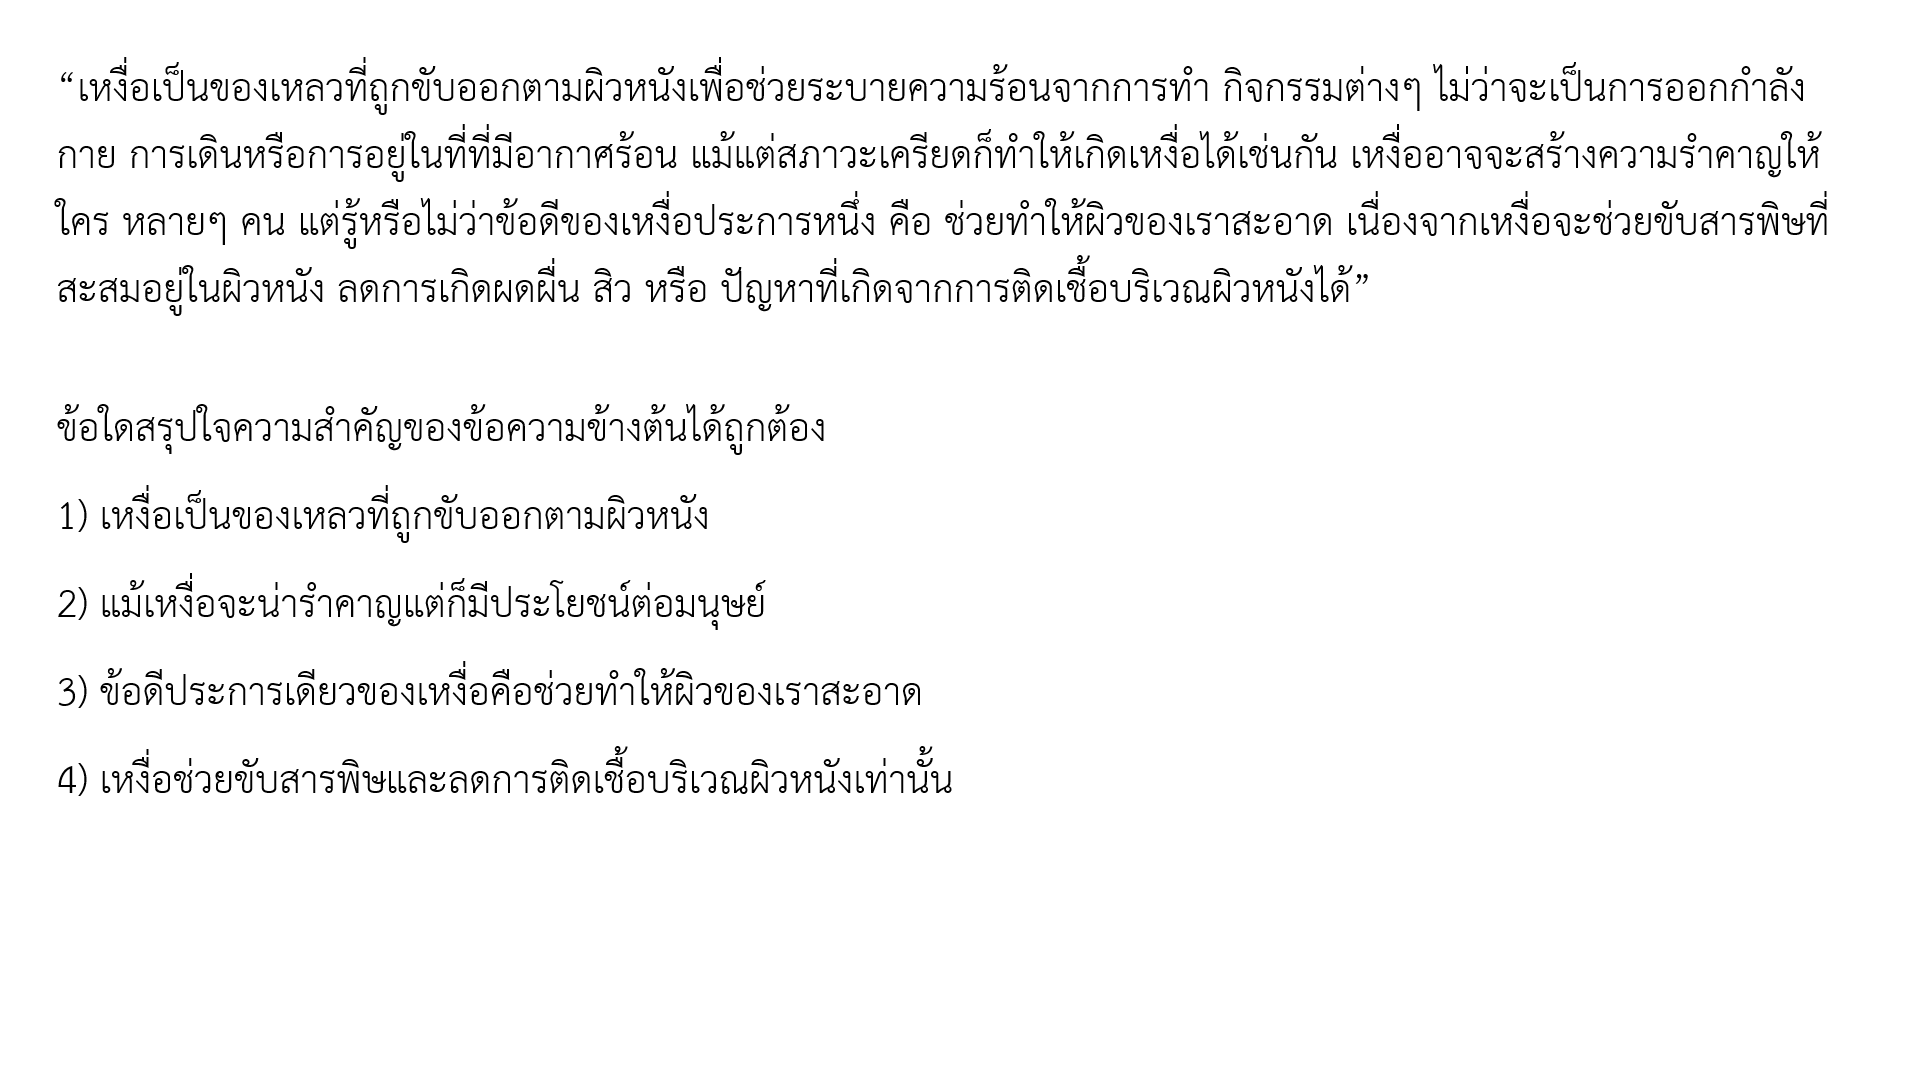 “เหงื่อเป็นของเหลวที่ถูกขับออกตามผิวหนังเพื่อช่วยระบายความร้อนจากการทำ กิจกรรมต่างๆ ไม่ว่าจะเป็นการออกกำลัง
กาย การเดินหรือการอยู่ในที่ที่มีอากาศร้อน แม้แต่สภาวะเครียดก็ทำให้เกิดเหงื่อได้เช่นกัน เหงื่ออาจจะสร้างความรำคาญให้
ใคร หลายๆ คน แต่รู้หรือไม่ว่าข้อดีของเหงื่อประการหนึ่ง คือ ช่วยทำให้ผิวของเราสะอาด เนื่องจากเหงื่อจะช่วยขับสารพิษที่
สะสมอยู่ในผิวหนัง ลดการเกิดผดผื่น สิว หรือ ปัญหาที่เกิดจากการติดเชื้อบริเวณผิวหนังได้”
ข้อใดสรุปใจความสำคัญของข้อความข้างต้นได้ถูกต้อง
1) เหงื่อเป็นของเหลวที่ถูกขับออกตามผิวหนัง
2) แม้เหงื่อจะน่ารำคาญแต่ก็มีประโยชน์ต่อมนุษย์
3) ข้อดีประการเดียวของเหงื่อคือช่วยทำให้ผิวของเราสะอาด
4) เหงื่อช่วยขับสารพิษและลดการติดเชื้อบริเวณผิวหนังเท่านั้น